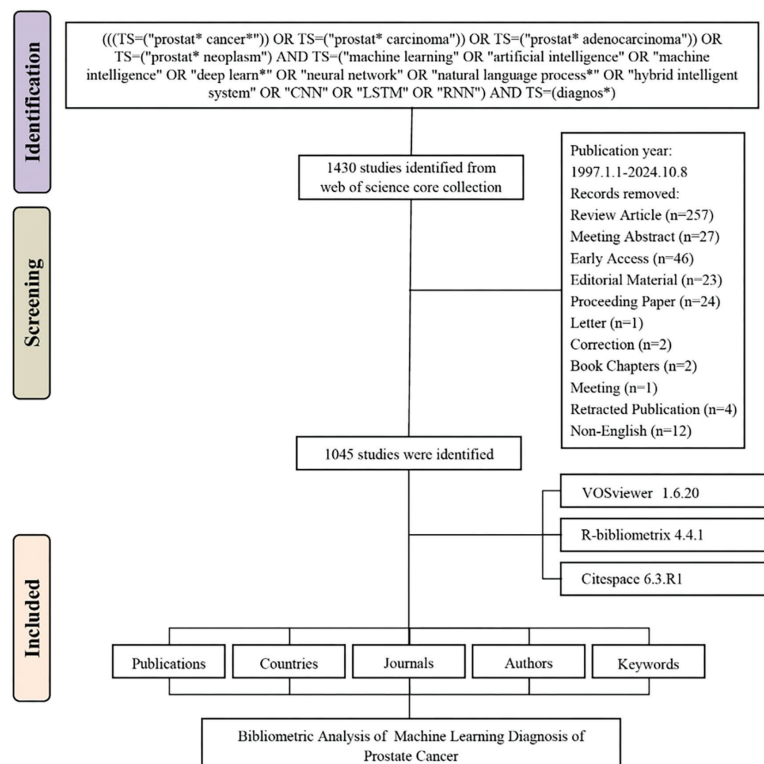 Identification
(((TS=("prostat* cancer*")) OR TS=("prostat* carcinoma")) OR TS=("prostat* adenocarcinoma")) OR
TS=("prostat* neoplasm") AND TS=("machine learning" OR "artificial intelligence" OR "machine
intelligence" OR "deep learn*" OR "neural network" OR "natural language process*" OR "hybrid intelligent
system" OR "CNN" OR "LSTM" OR "RNN") AND TS=(diagnos*)
1430 studies identified from
web of science core collection
Screening
Publication year:
1997.1.1-2024.10.8
Records removed:
Review Article (n=257)
Meeting Abstract (n=27)
Early Access (n=46)
Editorial Material (n=23)
Proceeding Paper (n=24)
Letter (n=1)
Correction (n=2)
Book Chapters (n=2)
Meeting (n=1)
Retracted Publication (n=4)
Non-English (n=12)
1045 studies were identified
VOSviewer 1.6.20
R-bibliometrix 4.4.1
Citespace 6.3.R1
Included
Publications
Countries
Journals
Authors
Keywords
Bibliometric Analysis of Machine Learning Diagnosis of
Prostate Cancer